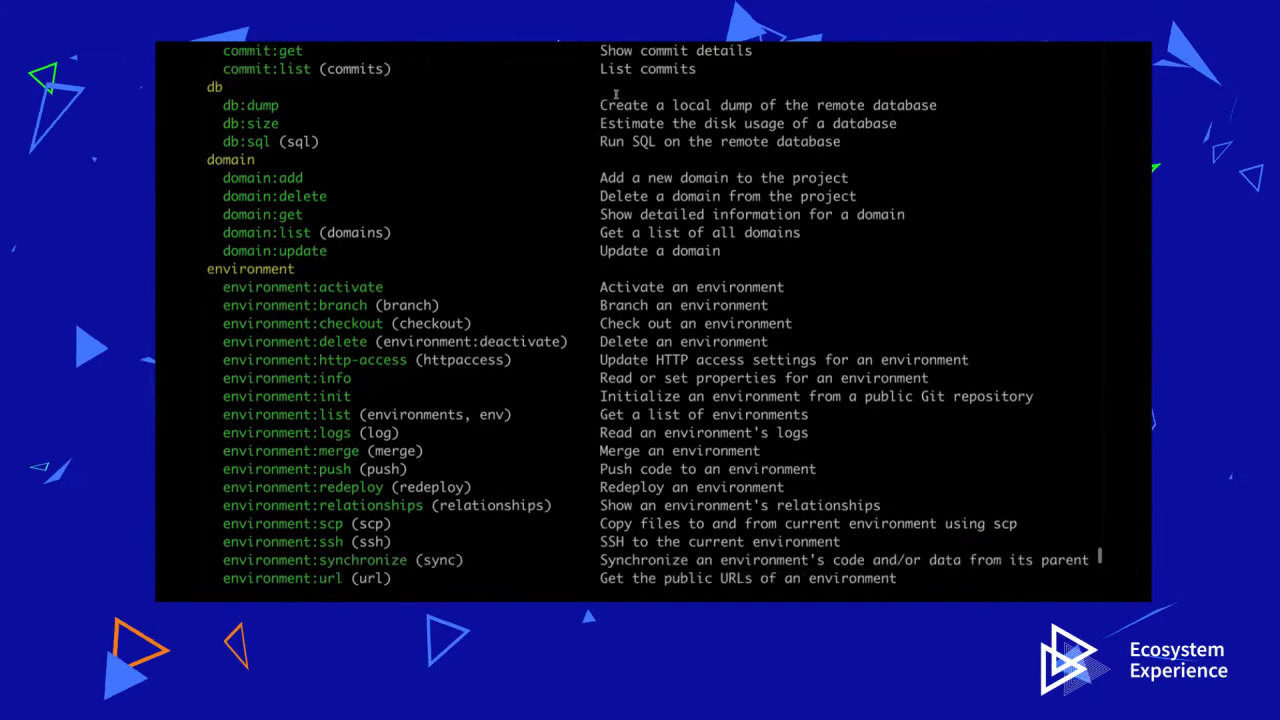 commit:get Show commit details
commit:list (commits) List commits
db
db:dump Create a local dump of the remote database
db:size Estimate the disk usage of a database
db:sql (sql) Run SQL on the remote database
domain
domain:add Add a new domain to the project
domain:delete Delete a domain from the project
domain:get Show detailed information for a domain
domain:list (domains) Get a list of all domains
domain:update Update a domain
environment
environment:activate Activate an environment
environment:branch (branch) Branch an environment
environment:checkout (checkout) Check out an environment
environment:delete (environment:deactivate) Delete an environment
environment:http-access (httpaccess) Update HTTP access settings for an environment
environment:info Read or set properties for an environment
environment:init Initialize an environment from a public Git repository
environment:list (environments, env) Get a list of environments
environment:logs (log) Read an environment's logs
environment:merge (merge) Merge an environment
environment:push (push) Push code to an environment
environment:redeploy (redeploy) Redeploy an environment
environment:relationships (relationships) Show an environment's relationships
environment:scp (scp) Copy files to and from current environment using scp
environment:ssh (ssh) SSH to the current environment
environment:synchronize (sync) Synchronize an environment's code and/or data from its parent
environment:url (url) Get the public URLs of an environment
Ecosystem
Experience